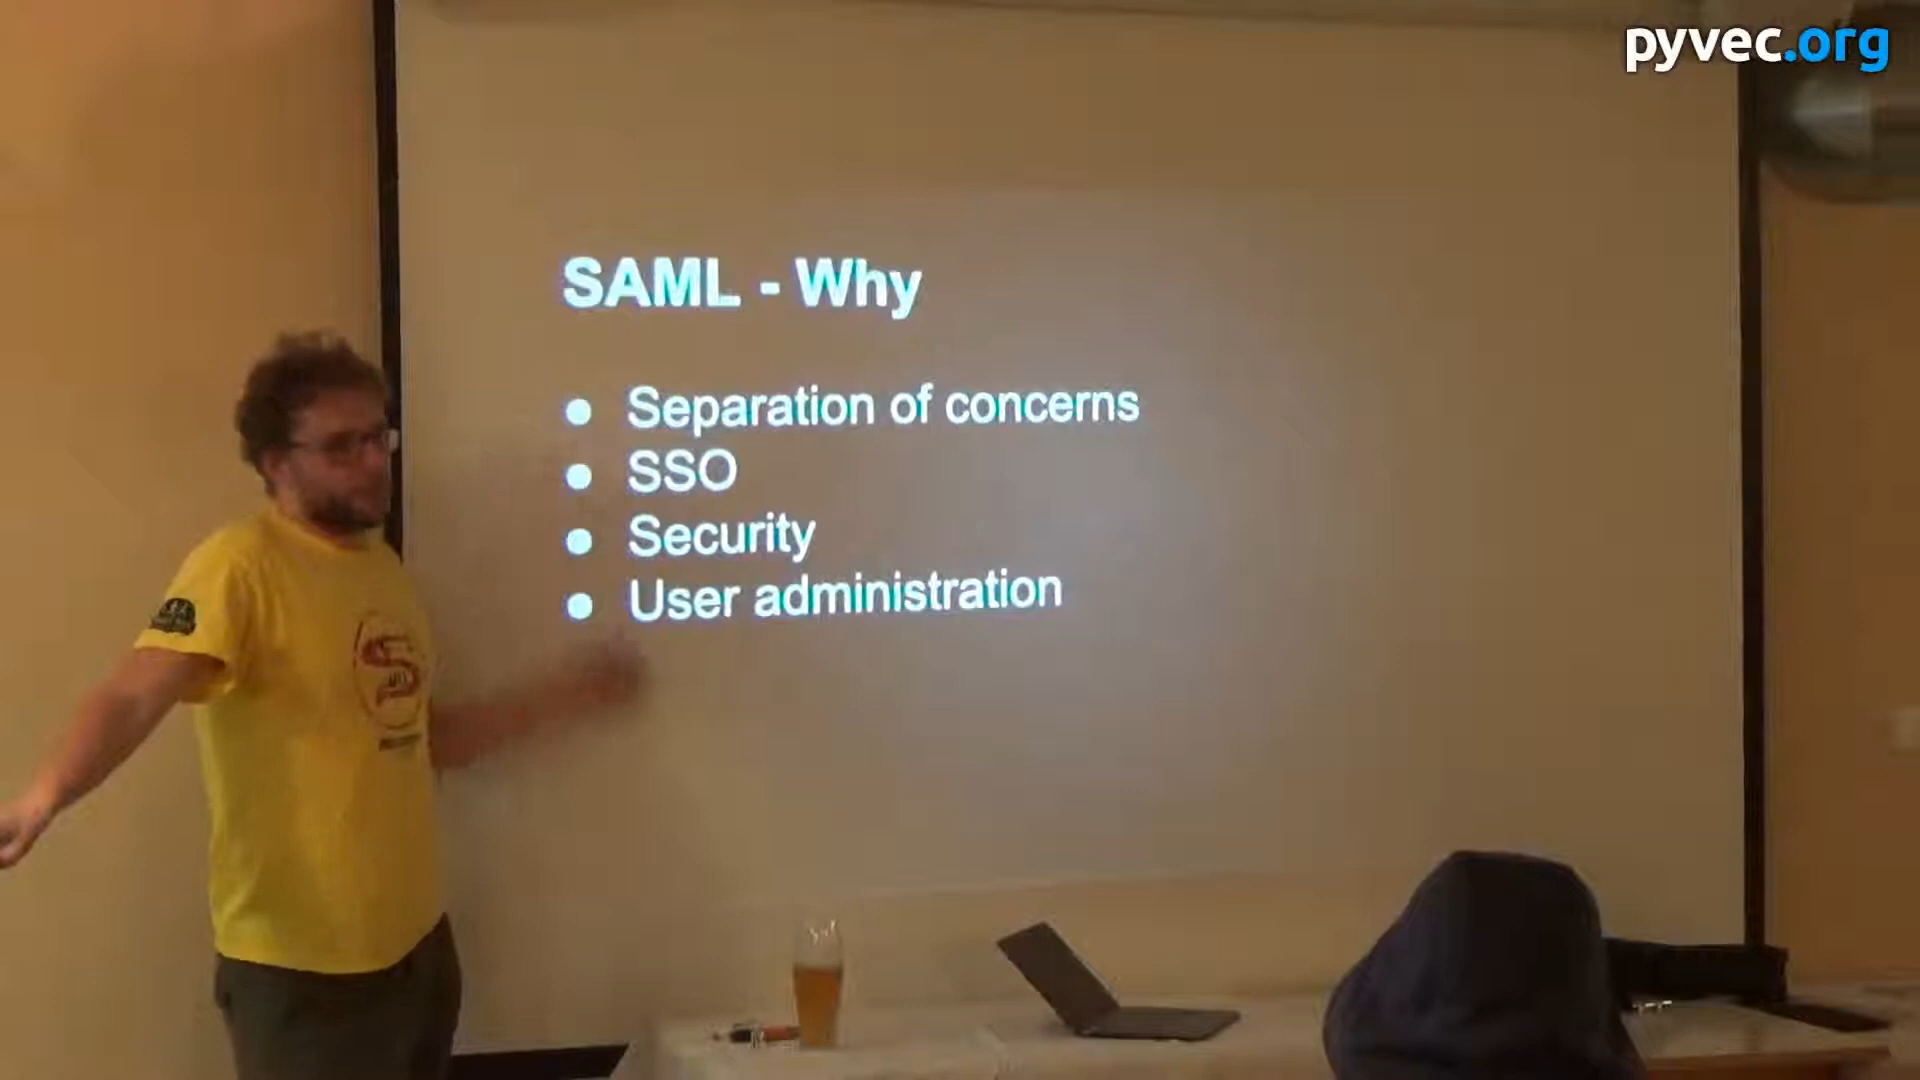 pyvec.org
SAML - Why
● Separation of concerns
● SSO
● Security
● User administration
S